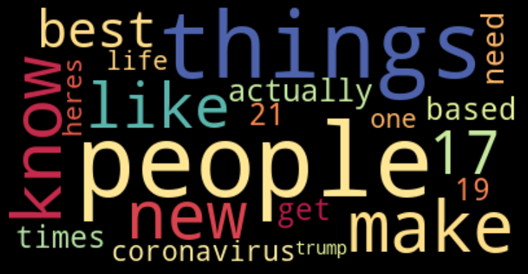 best
things
need
life
know
heres
like
actually
21
one
based
people
17
19
new
get
make
times
coronavirus
trump